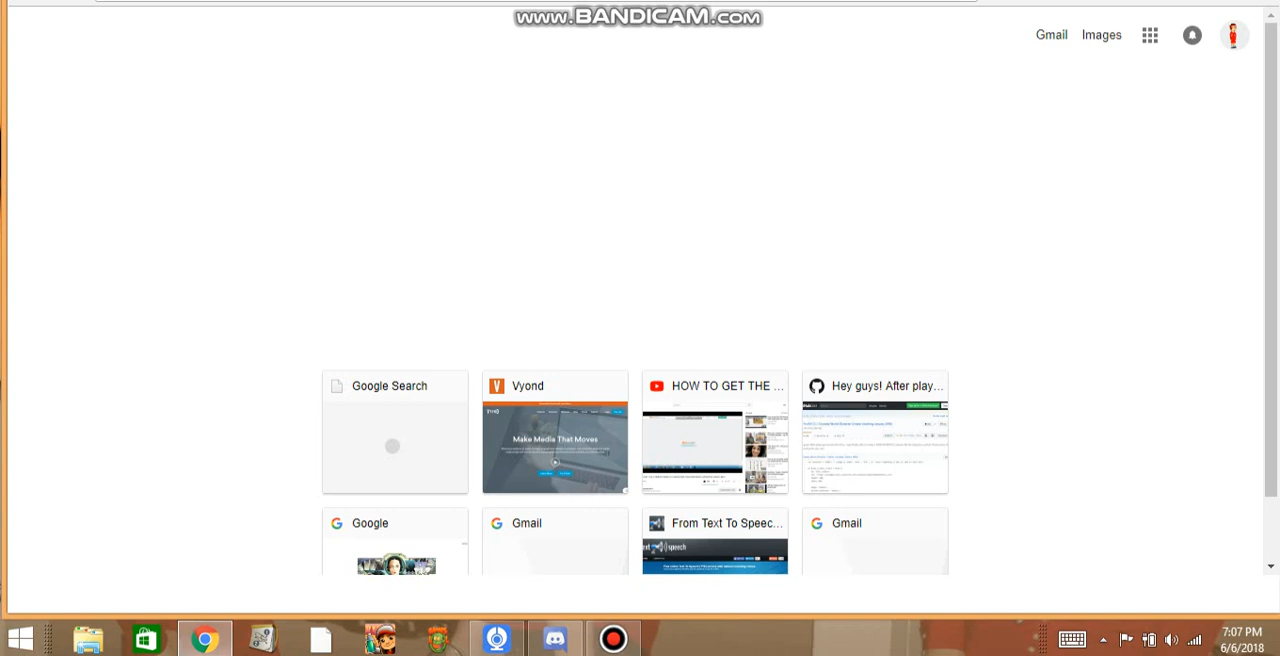 www.BANDICAM.com
Gmail Images
Google Search
Vyond
HOW TO GET THE ...
Hey guys! After play...
Make Media That Moves
Google
Gmail
From Text To Speec...
Gmail
speech
7:07 PM
6/6/2018